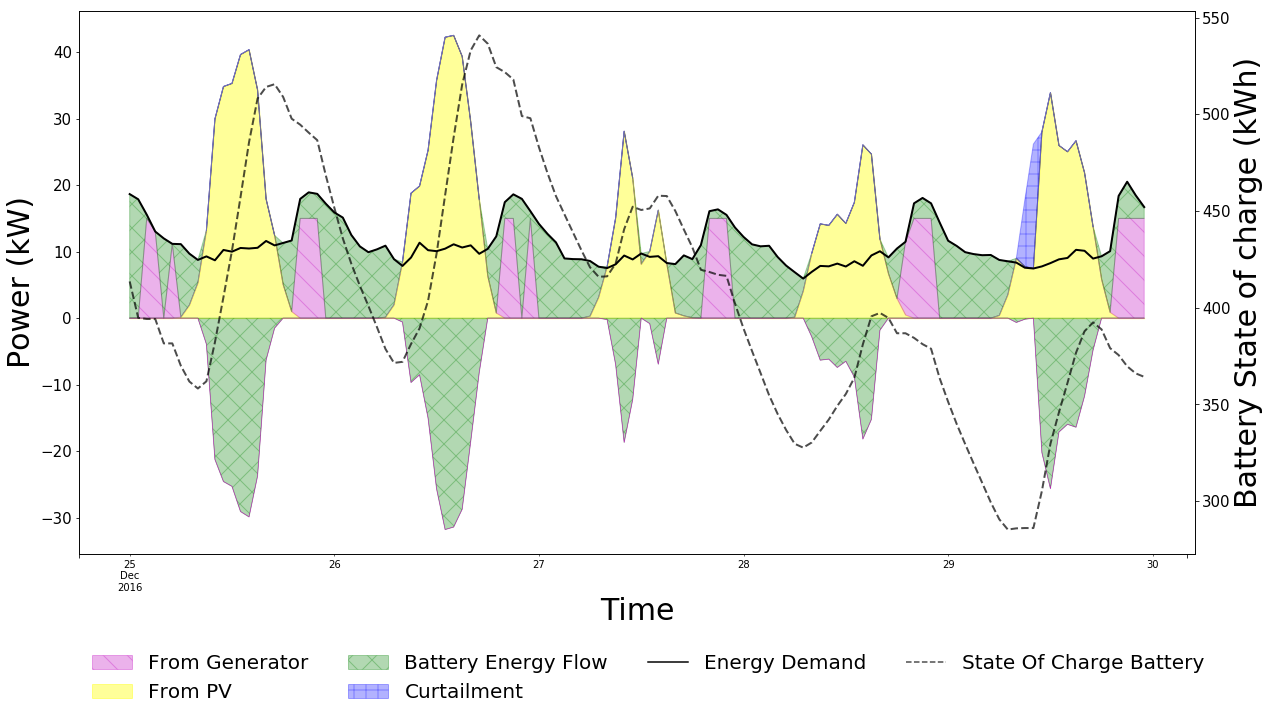 Power (kW)
40
30
20
10
0
−10
−20
−30
550
500
450
400
350
300
Battery State of charge (kWh)
25 26 27 28 29 30
Dec
2016
Time
From Generator Battery Energy Flow Energy Demand State Of Charge Battery
From PV Curtailment